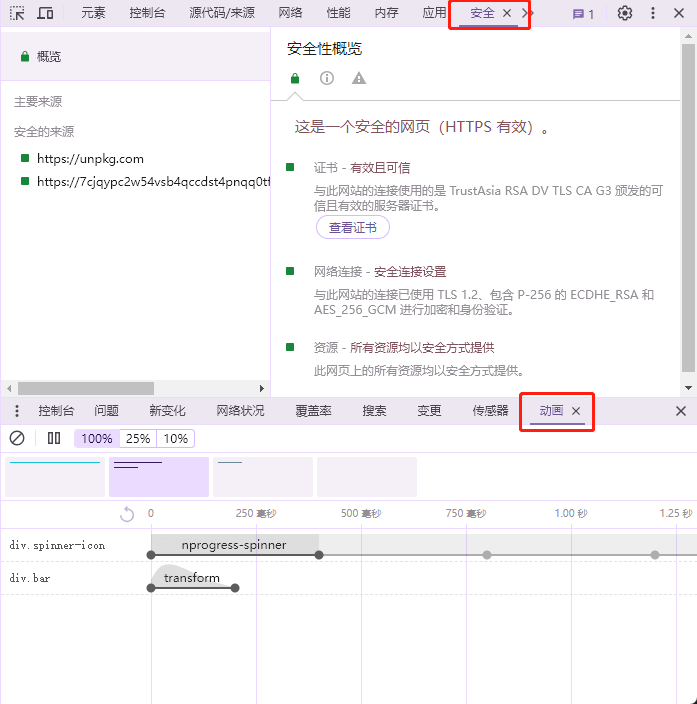 元素 控制台 源代码/来源 网络 性能 内存 应用 安全 1
概览
主要来源
安全的来源
https://unpkg.com
https://7cjqypc2w54vsb4qccdst4pnqq0tf
安全性概览
这是一个安全的网页（HTTPS 有效）。
证书 - 有效且可信
与此网站的连接使用的是 TrustAsia RSA DV TLS CA G3 颁发的可
信且有效的服务器证书。
查看证书
网络连接 - 安全连接设置
与此网站的连接已使用 TLS 1.2、包含 P-256 的 ECDHE_RSA 和
AES_256_GCM 进行加密和身份验证。
资源 - 所有资源均以安全方式提供
此网页上的所有资源均以安全方式提供。
控制台 问题 新变化 网络状况 覆盖率 搜索 变更 传感器 动画
100% 25% 10%
0 250 毫秒 500 毫秒 750 毫秒 1.00 秒 1.25 秒
div.spinner-icon nprogress-spinner
div.bar transform